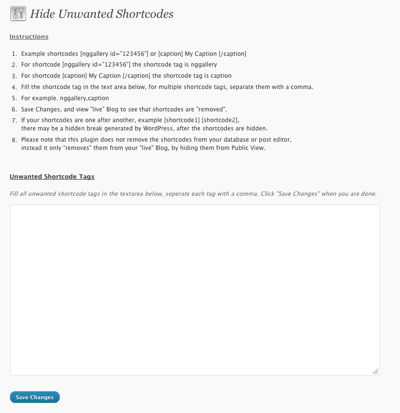 Hide Unwanted Shortcodes
Instructions
1. Example shortcodes [nggallery id="123456"] or [caption] My Caption [/caption]
2. For shortcode [nggallery id="123456"] the shortcode tag is nggallery
3. For shortcode [caption] My Caption [/caption] the shortcode tag is caption
4. Fill the shortcode tag in the text area below, for multiple shortcode tags, separate them with a comma.
5. For example. nggallery,caption
6. Save Changes, and view "live" Blog to see that shortcodes are "removed".
7. If your shortcodes are one after another, example [shortcode1] [shortcode2],
there may be a hidden break generated by WordPress, after the shortcodes are hidden.
8. Please note that this plugin does not remove the shortcodes from your database or post editor,
instead it only "removes" them from your "live" Blog, by hiding them from Public View.
Unwanted Shortcode Tags
Fill all unwanted shortcode tags in the textarea below, seperate each tag with a comma. Click "Save Changes" when you are done.
Save Changes